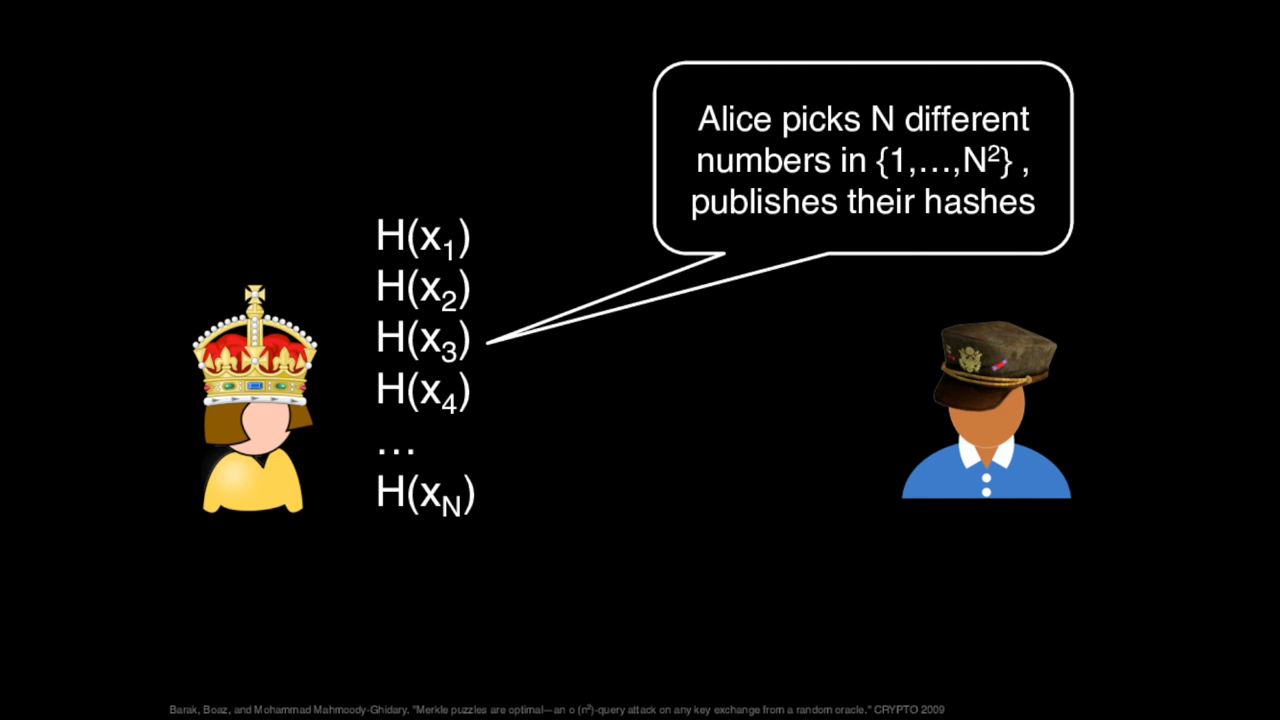 Alice picks N different
numbers in {1,…,N²} ,
publishes their hashes
H(x₁)
H(x₂)
H(x₃)
H(x₄)
…
H(x_N)
Barak, Boaz, and Mohammad Mahmoody-Ghidary. "Merkle puzzles are optimal—an o (n²)-query attack on any key exchange from a random oracle." CRYPTO 2009